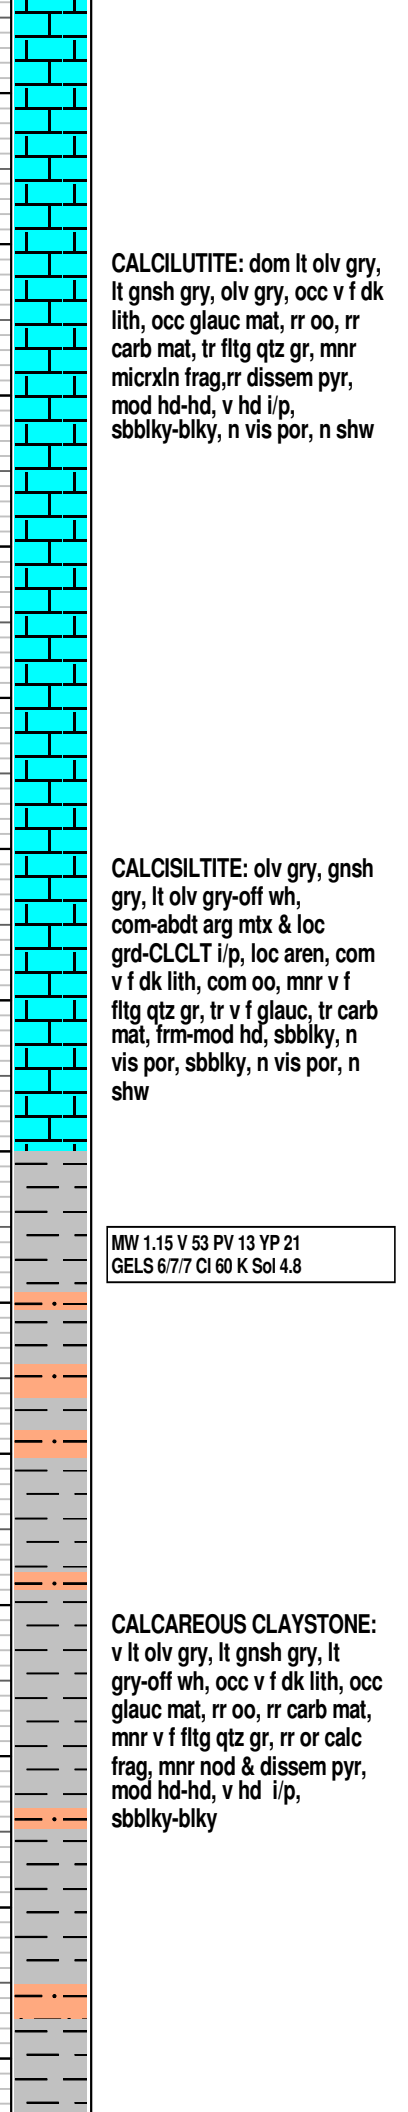 CALCILUTITE: dom lt olv gry,
lt gnsh gry, olv gry, occ v f dk
lith, occ glauc mat, rr oo, rr
carb mat, tr fltg qtz gr, mnr
micrxln frag,rr dissem pyr,
mod hd-hd, v hd i/p,
sbblky-blky, n vis por, n shw
CALCISILTITE: olv gry, gnsh
gry, lt olv gry-off wh,
com-abdt arg mtx & loc
grd-CLCLT i/p, loc aren, com
v f dk lith, com oo, mnr v f
fltg qtz gr, tr v f glauc, tr carb
mat, frm-mod hd, sbblky, n
vis por, sbblky, n vis por, n
shw
MW 1.15 V 53 PV 13 YP 21
GELS 6/7/7 Cl 60 K Sol 4.8
CALCAREOUS CLAYSTONE:
v lt olv gry, lt gnsh gry, lt
gry-off wh, occ v f dk lith, occ
glauc mat, rr oo, rr carb mat,
mnr v f fltg qtz gr, rr or calc
frag, mnr nod & dissem pyr,
mod hd-hd, v hd i/p,
sbblky-blky